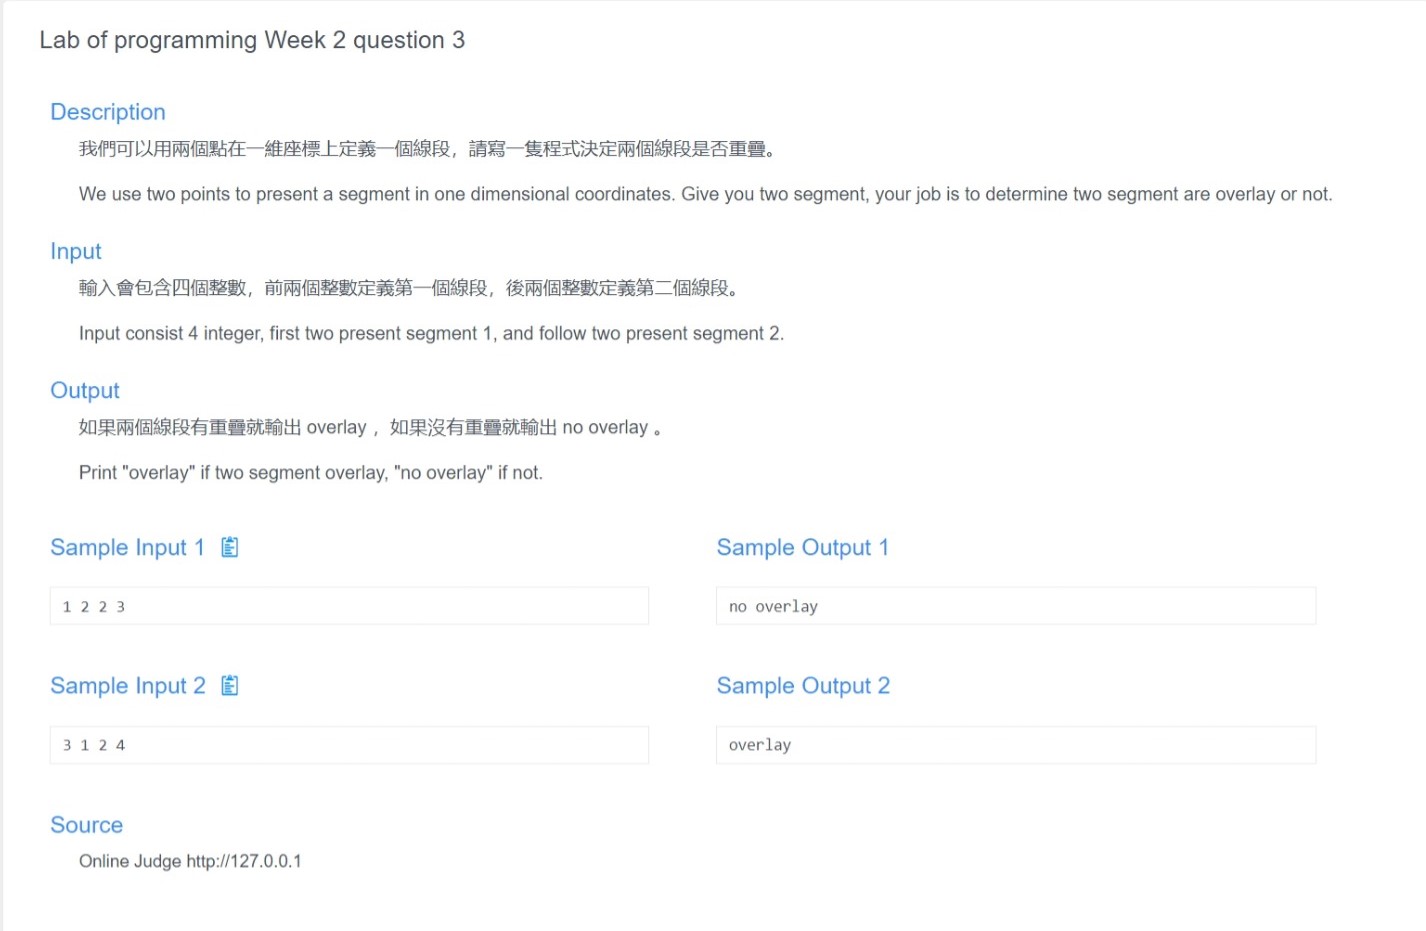 Lab of programming Week 2 question 3
Description
我們可以用兩個點在一維座標上定義一個線段，請寫一隻程式決定兩個線段是否重疊。
We use two points to present a segment in one dimensional coordinates. Give you two segment, your job is to determine two segment are overlay or not.
Input
輸入會包含四個整數，前兩個整數定義第一個線段，後兩個整數定義第二個線段。
Input consist 4 integer, first two present segment 1, and follow two present segment 2.
Output
如果兩個線段有重疊就輸出 overlay ，如果沒有重疊就輸出 no overlay 。
Print "overlay" if two segment overlay, "no overlay" if not.
Sample Input 1
Sample Output 1
1 2 2 3
no overlay
Sample Input 2
Sample Output 2
3 1 2 4
overlay
Source
Online Judge http://127.0.0.1